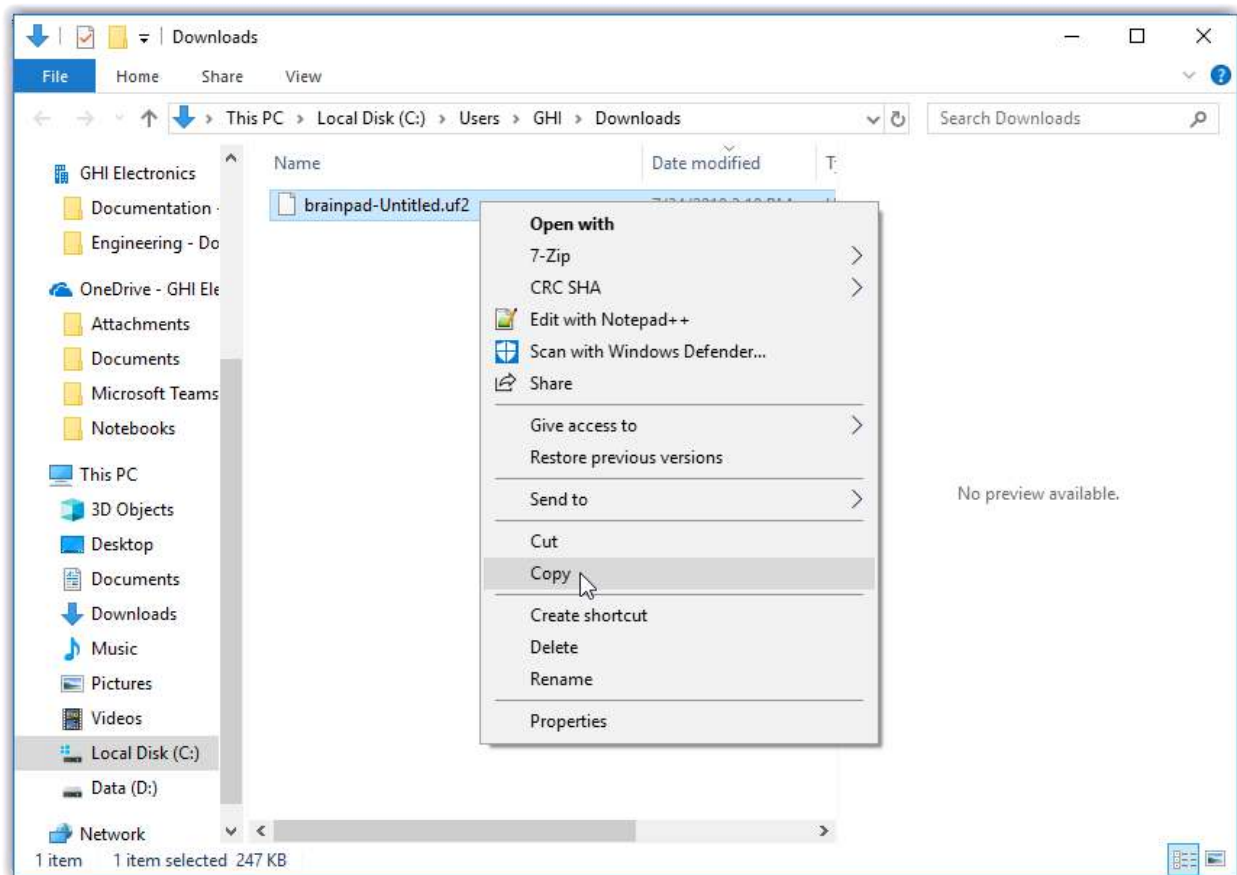 Downloads
File Home Share View
This PC > Local Disk (C:) > Users > GHI > Downloads
Search Downloads
Name Date modified
GHI Electronics
Documentation -
Engineering - Do
OneDrive - GHI Ele
Attachments
Documents
Microsoft Teams
Notebooks
This PC
3D Objects
Desktop
Documents
Downloads
Music
Pictures
Videos
Local Disk (C:)
Data (D:)
Network
brainpad-Untitled.uf2
Open with
7-Zip
CRC SHA
Edit with Notepad++
Scan with Windows Defender...
Share
Give access to
Restore previous versions
Send to
Cut
Copy
Create shortcut
Delete
Rename
Properties
No preview available.
1 item 1 item selected 247 KB